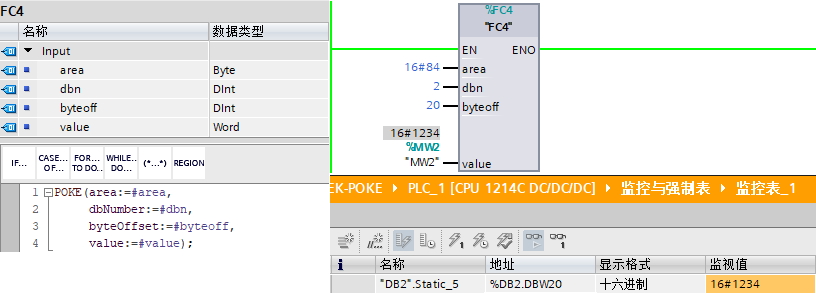 FC4
名称 数据类型
Input
area Byte
dbn DInt
byteoff DInt
value Word
IF... CASE... OF... FOR... TO DO... WHILE... DO... (*...*) REGION
1 POKE(area:=#area,
2 dbNumber:=#dbn,
3 byteOffset:=#byteoff,
4 value:=#value);
%FC4
"FC4"
EN ENO
16#84 area
2 dbn
20 byteoff
16#1234
%MW2
"MW2" value
EK-POKE PLC_1 [CPU 1214C DC/DC/DC] 监控与强制表 监控表_1
i 名称 地址 显示格式 监视值
"DB2".Static_5 %DB2.DBW20 十六进制 16#1234